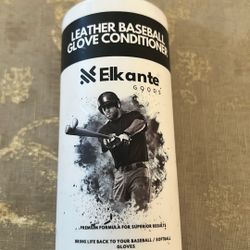 LEATHER BASEBALL
GLOVE CONDITIONER
Elkante
GOODS
PREMIUM FORMULA FOR SUPERIOR RESULTS
BRING LIFE BACK TO YOUR BASEBALL / SOFTBALL
GLOVES